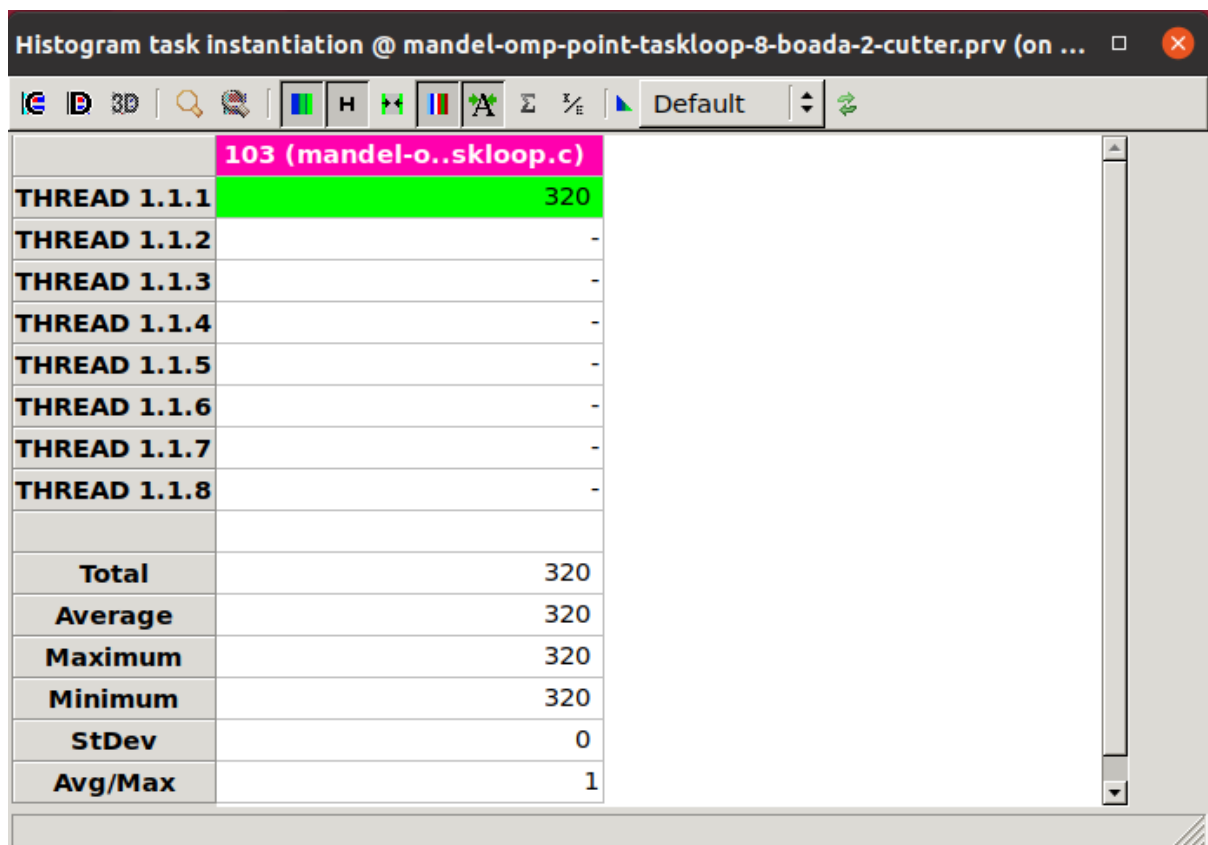 Histogram task instantiation @ mandel-omp-point-taskloop-8-boada-2-cutter.prv (on ...
3D H Σ Default
103 (mandel-o..skloop.c)
THREAD 1.1.1 320
THREAD 1.1.2 -
THREAD 1.1.3 -
THREAD 1.1.4 -
THREAD 1.1.5 -
THREAD 1.1.6 -
THREAD 1.1.7 -
THREAD 1.1.8 -
Total 320
Average 320
Maximum 320
Minimum 320
StDev 0
Avg/Max 1